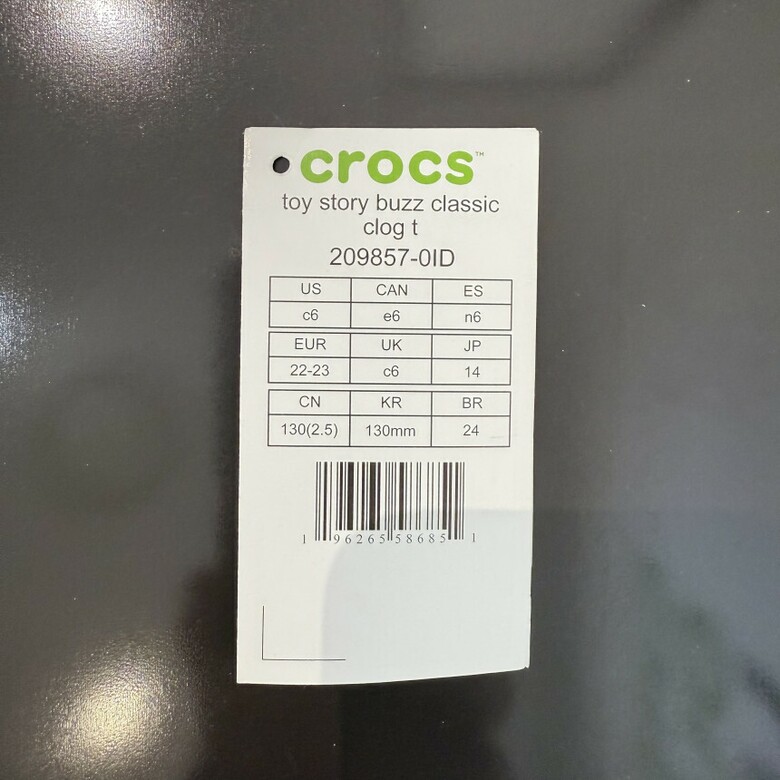 crocs™
toy story buzz classic
clog t
209857-0ID
US CAN ES
c6 e6 n6
EUR UK JP
22-23 c6 14
CN KR BR
130(2.5) 130mm 24
1 96265 58685 1